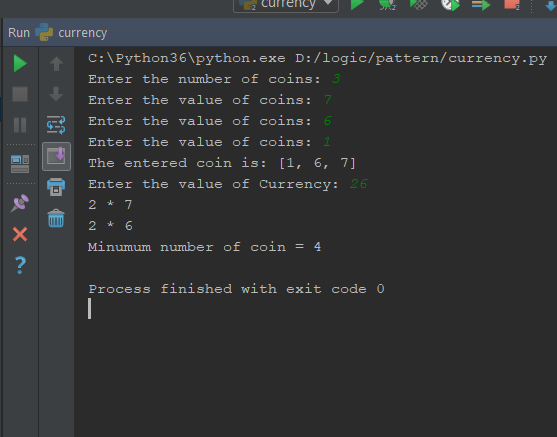 currency
Run currency
C:\Python36\python.exe D:/logic/pattern/currency.py
Enter the number of coins: 3
Enter the value of coins: 7
Enter the value of coins: 6
Enter the value of coins: 1
The entered coin is: [1, 6, 7]
Enter the value of Currency: 26
2 * 7
2 * 6
Minumum number of coin = 4
Process finished with exit code 0